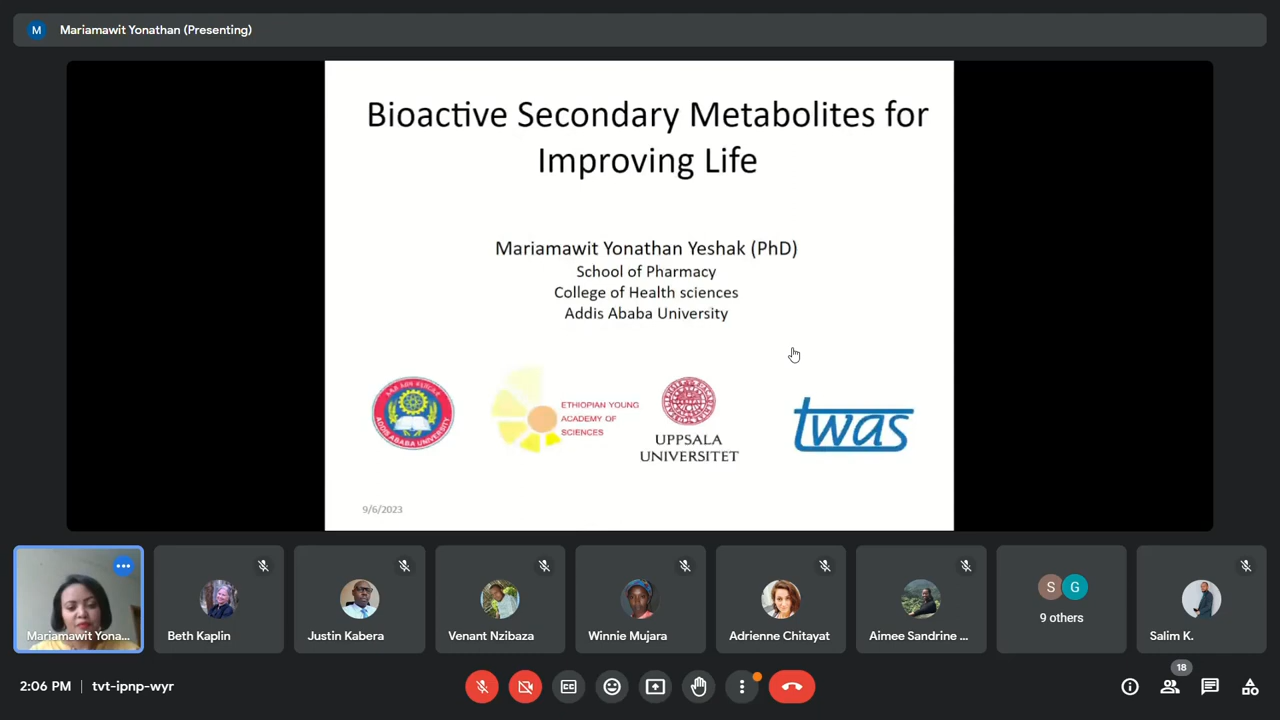 M Mariamawit Yonathan (Presenting)
Bioactive Secondary Metabolites for
Improving Life
Mariamawit Yonathan Yeshak (PhD)
School of Pharmacy
College of Health sciences
Addis Ababa University
ADDIS ABABA UNIVERSITY
ETHIOPIAN YOUNG
ACADEMY OF
SCIENCES
UPPSALA
UNIVERSITET
twas
9/6/2023
S G
9 others
Mariamawit Yona...
Beth Kaplin
Justin Kabera
Venant Nzibaza
Winnie Mujara
Adrienne Chitayat
Aimee Sandrine ...
Salim K.
2:06 PM | tvt-ipnp-wyr
18